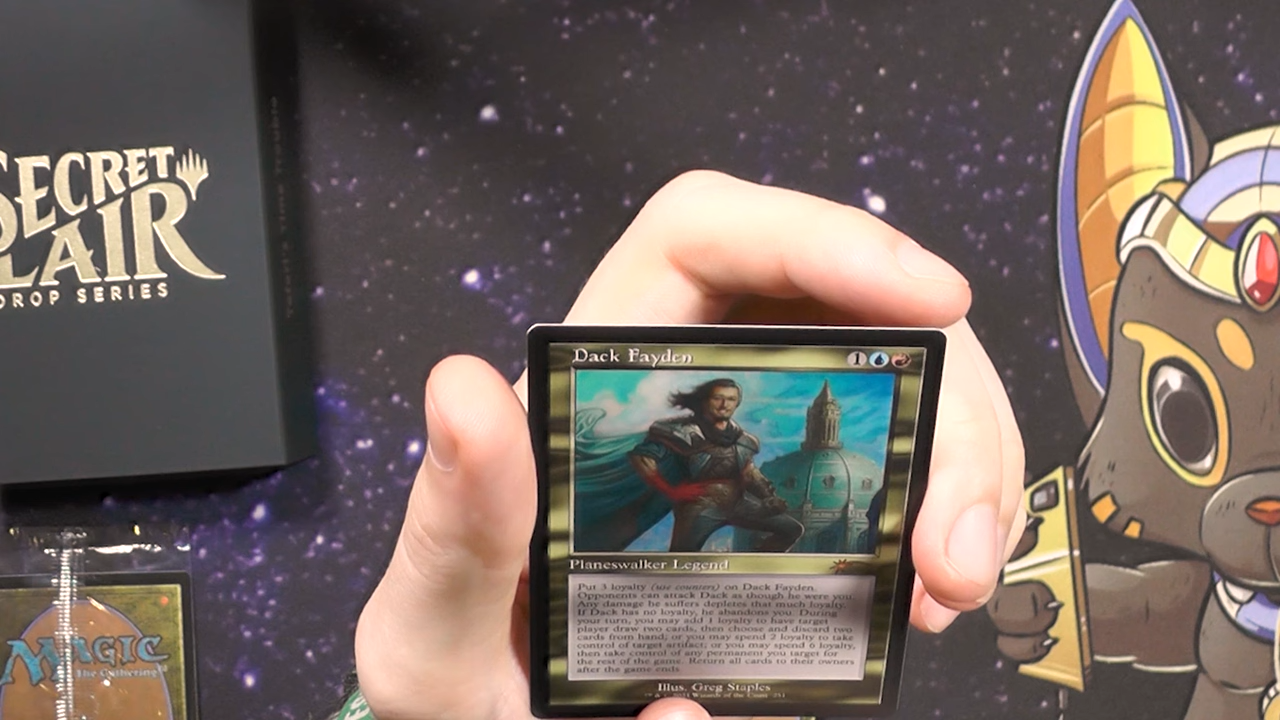 SECRET
LAIR
DROP SERIES
Dack Fayden
1
Planeswalker Legend
Put 3 loyalty (use counters) on Dack Fayden.
Opponents can attack Dack as though he were you.
Any damage he suffers depletes that much loyalty.
If Dack has no loyalty, he abandons you. During
your turn, you may add 1 loyalty to have target
player draw two cards, then choose and discard two
cards from hand; or you may spend 2 loyalty to take
control of target artifact; or you may spend 6 loyalty,
then take control of any permanent you target for
the rest of the game. Return all cards to their owners
after the game ends.
Illus. Greg Staples
Wizards of the Coast
MAGIC
The Gathering